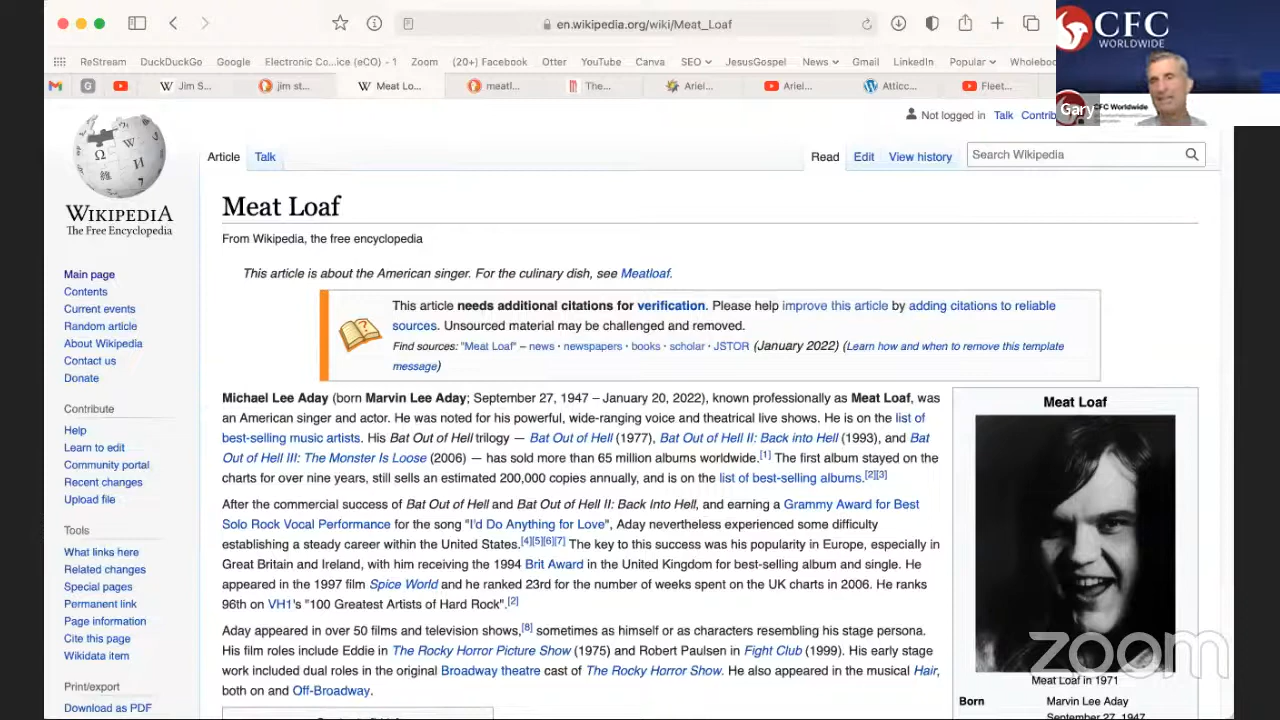 en.wikipedia.org/wiki/Meat_Loaf
CFC
WORLDWIDE
ReStream DuckDuckGo Google Electronic Co...ice (eCO) - 1 Zoom (20+) Facebook Otter YouTube Canva SEO JesusGospel News Gmail LinkedIn Popular Wholeboo
Jim S... jim st... Meat Lo... meatl... The... Ariel... Ariel... Atticc... Fleet...
Gary
CFC Worldwide
Not logged in Talk Contrib
Article Talk
Read Edit View history
Search Wikipedia
WIKIPEDIA
The Free Encyclopedia
Meat Loaf
From Wikipedia, the free encyclopedia
This article is about the American singer. For the culinary dish, see Meatloaf.
This article needs additional citations for verification. Please help improve this article by adding citations to reliable
sources. Unsourced material may be challenged and removed.
Find sources: "Meat Loaf" – news · newspapers · books · scholar · JSTOR (January 2022) (Learn how and when to remove this template
message)
Main page
Contents
Current events
Random article
About Wikipedia
Contact us
Donate
Contribute
Help
Learn to edit
Community portal
Recent changes
Upload file
Tools
What links here
Related changes
Special pages
Permanent link
Page information
Cite this page
Wikidata item
Print/export
Download as PDF
Michael Lee Aday (born Marvin Lee Aday; September 27, 1947 – January 20, 2022), known professionally as Meat Loaf, was
an American singer and actor. He was noted for his powerful, wide-ranging voice and theatrical live shows. He is on the list of
best-selling music artists. His Bat Out of Hell trilogy — Bat Out of Hell (1977), Bat Out of Hell II: Back into Hell (1993), and Bat
Out of Hell III: The Monster Is Loose (2006) — has sold more than 65 million albums worldwide.[1] The first album stayed on the
charts for over nine years, still sells an estimated 200,000 copies annually, and is on the list of best-selling albums.[2][3]
After the commercial success of Bat Out of Hell and Bat Out of Hell II: Back Into Hell, and earning a Grammy Award for Best
Solo Rock Vocal Performance for the song "I'd Do Anything for Love", Aday nevertheless experienced some difficulty
establishing a steady career within the United States.[4][5][6][7] The key to this success was his popularity in Europe, especially in
Great Britain and Ireland, with him receiving the 1994 Brit Award in the United Kingdom for best-selling album and single. He
appeared in the 1997 film Spice World and he ranked 23rd for the number of weeks spent on the UK charts in 2006. He ranks
96th on VH1's "100 Greatest Artists of Hard Rock".[2]
Aday appeared in over 50 films and television shows,[8] sometimes as himself or as characters resembling his stage persona.
His film roles include Eddie in The Rocky Horror Picture Show (1975) and Robert Paulsen in Fight Club (1999). His early stage
work included dual roles in the original Broadway theatre cast of The Rocky Horror Show. He also appeared in the musical Hair,
both on and Off-Broadway.
Meat Loaf
zoom
Meat Loaf in 1971
Born Marvin Lee Aday
September 27, 1947